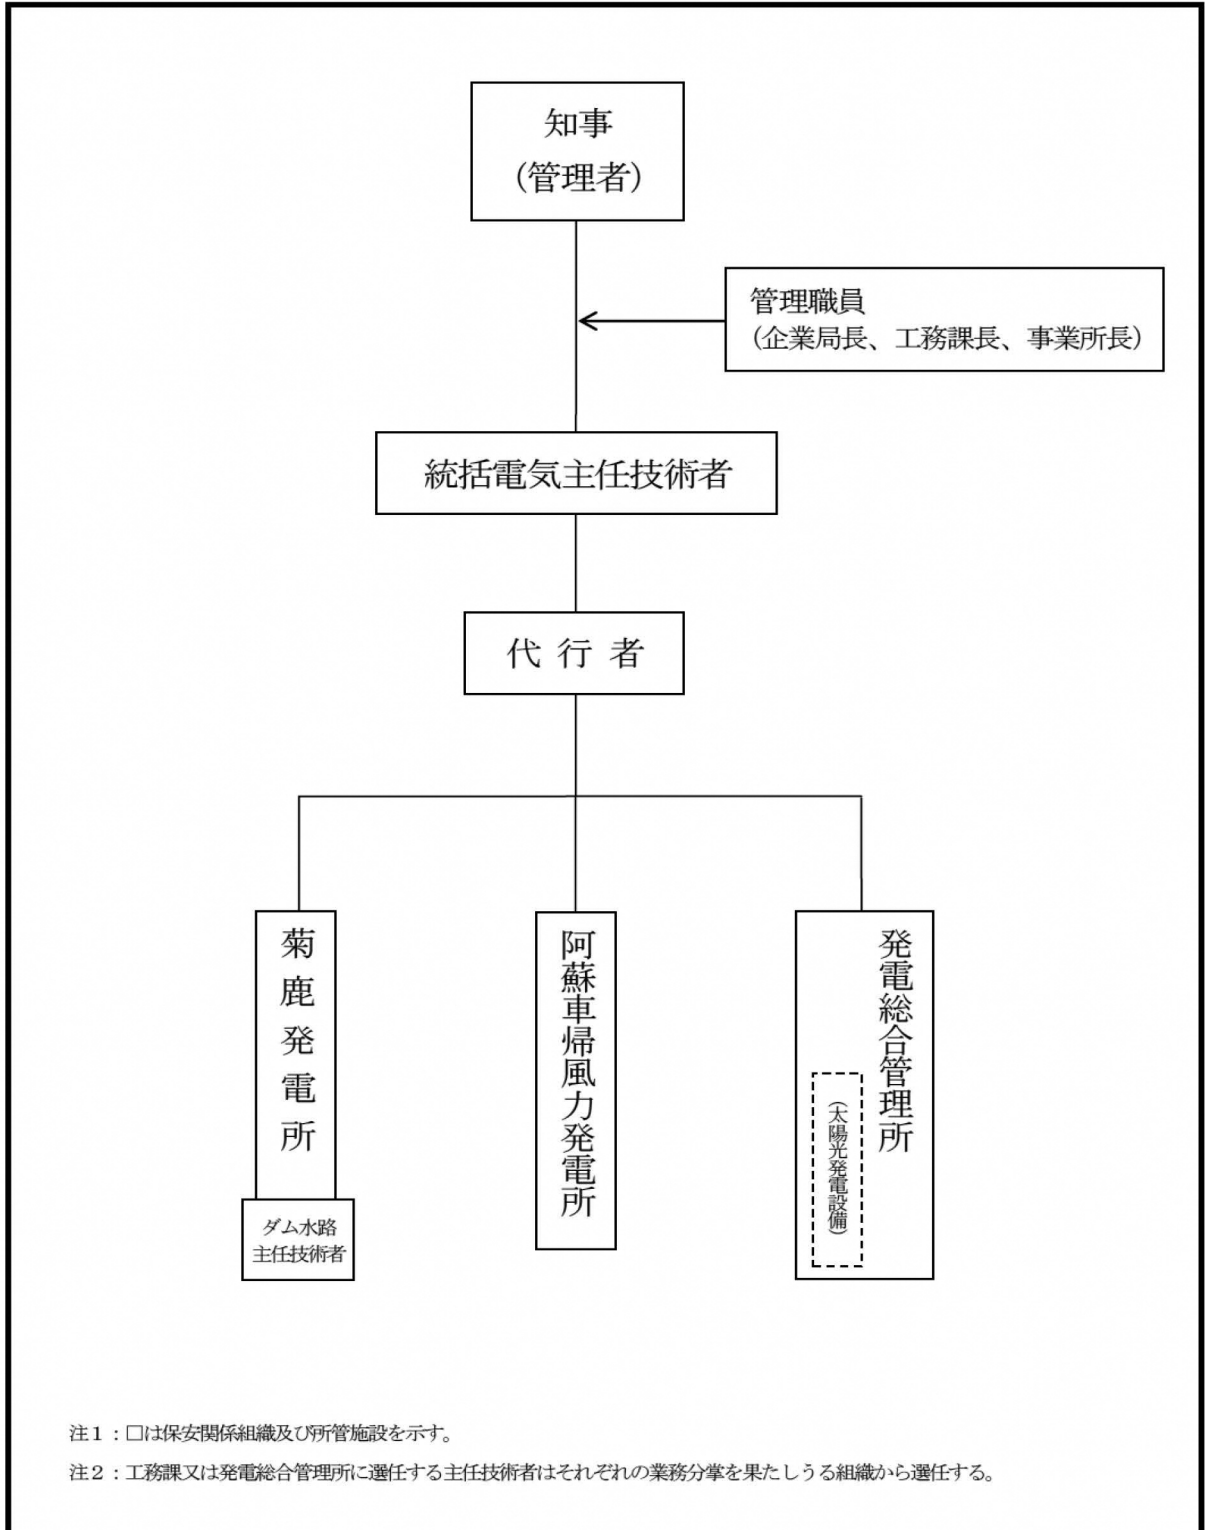 知事
（管理者）
管理職員
（企業局長、工務課長、事業所長）
統括電気主任技術者
代 行 者
菊鹿発電所
ダム水路
主任技術者
阿蘇車帰風力発電所
発電総合管理所
（太陽光発電設備）
注１：□は保安関係組織及び所管施設を示す。
注２：工務課又は発電総合管理所に選任する主任技術者はそれぞれの業務分掌を果たしうる組織から選任する。